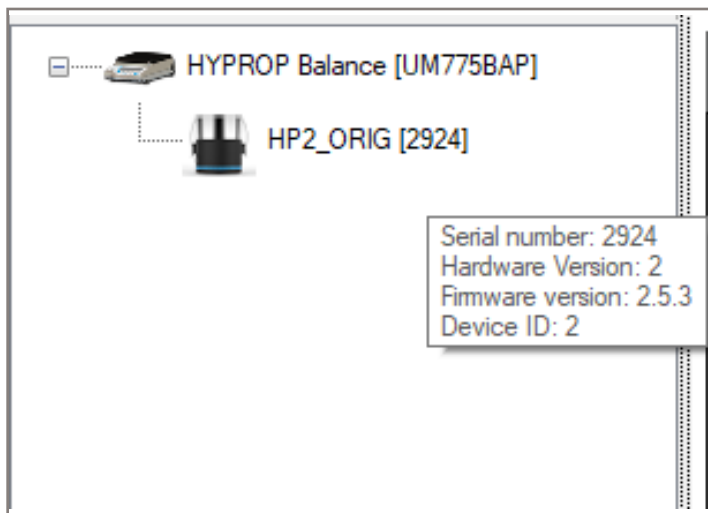 HYPROP Balance [UM775BAP]
HP2_ORIG [2924]
Serial number: 2924
Hardware Version: 2
Firmware version: 2.5.3
Device ID: 2